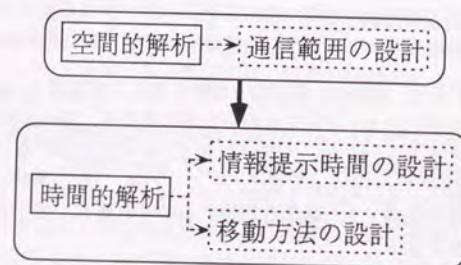 空間的解析
通信範囲の設計
情報提示時間の設計
時間的解析
移動方法の設計